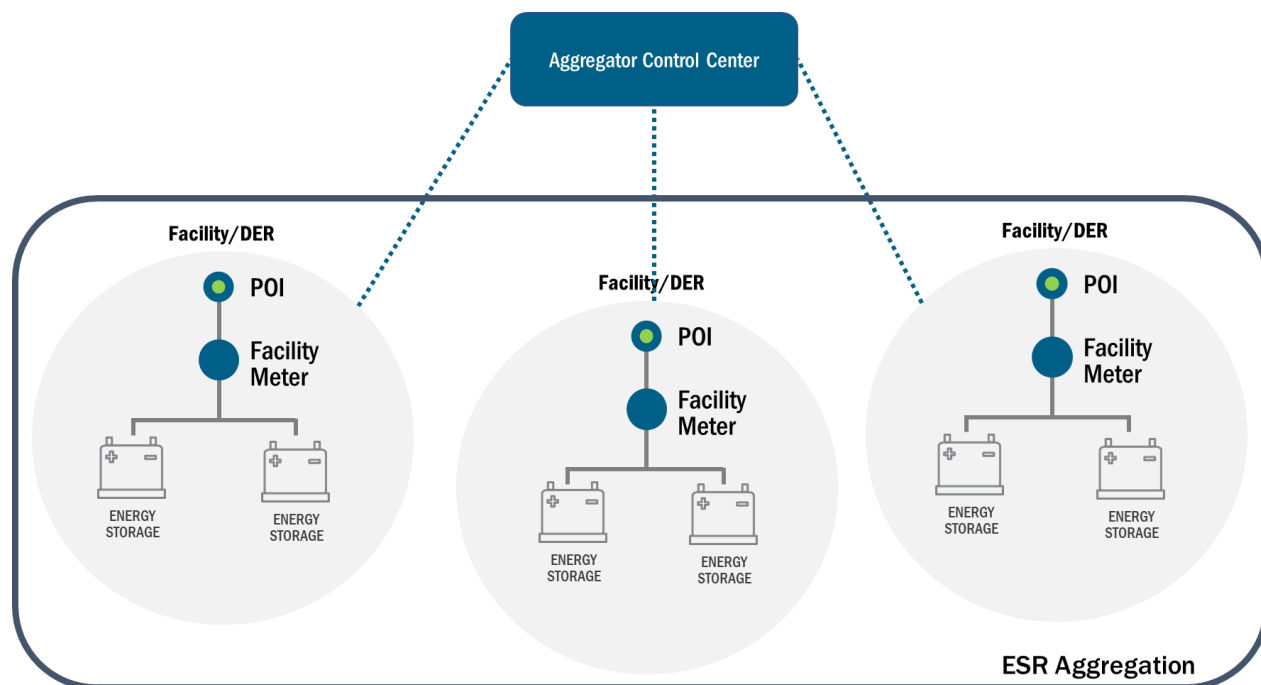 Aggregator Control Center
Facility/DER
POI
Facility
Meter
ENERGY
STORAGE
ENERGY
STORAGE
Facility/DER
POI
Facility
Meter
ENERGY
STORAGE
ENERGY
STORAGE
Facility/DER
POI
Facility
Meter
ENERGY
STORAGE
ENERGY
STORAGE
ESR Aggregation